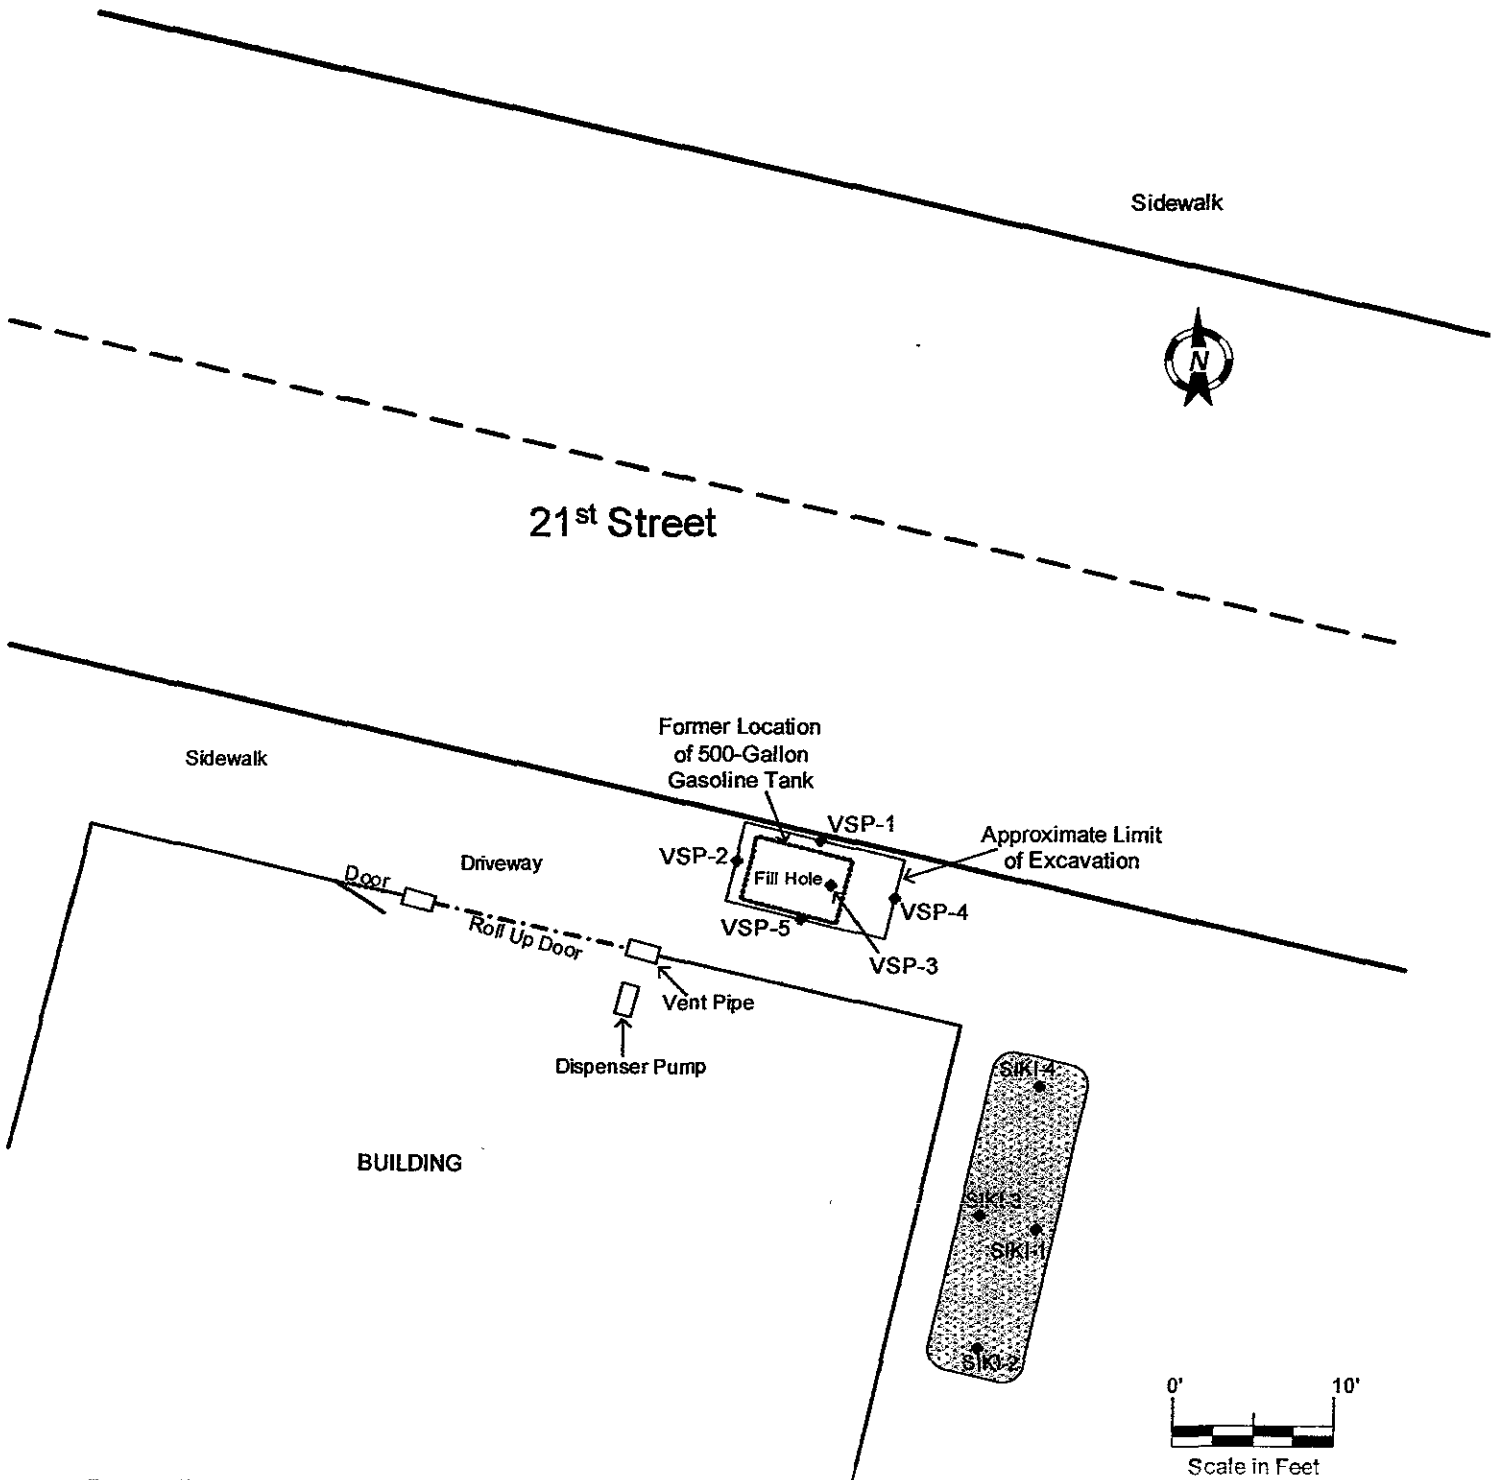 Sidewalk
N
21st Street
Former Location
of 500-Gallon
Gasoline Tank
Sidewalk
VSP-1
Approximate Limit
of Excavation
VSP-2
Driveway
Door
Fill Hole
VSP-4
VSP-5
Roll Up Door
VSP-3
Vent Pipe
Dispenser Pump
SIKI-4
BUILDING
SIKI-3
SIKI-1
SIKI-2
0' 10'
Scale in Feet